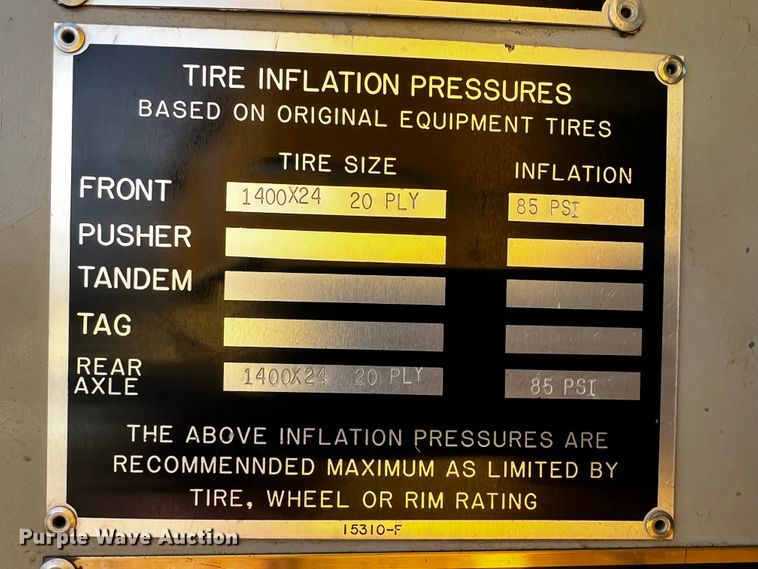 TIRE INFLATION PRESSURES
BASED ON ORIGINAL EQUIPMENT TIRES
TIRE SIZE INFLATION
FRONT 1400X24 20 PLY 85 PSI
PUSHER
TANDEM
TAG
REAR AXLE 1400X24 20 PLY 85 PSI
THE ABOVE INFLATION PRESSURES ARE
RECOMMENNDED MAXIMUM AS LIMITED BY
TIRE, WHEEL OR RIM RATING
15310-F
Purple Wave Auction